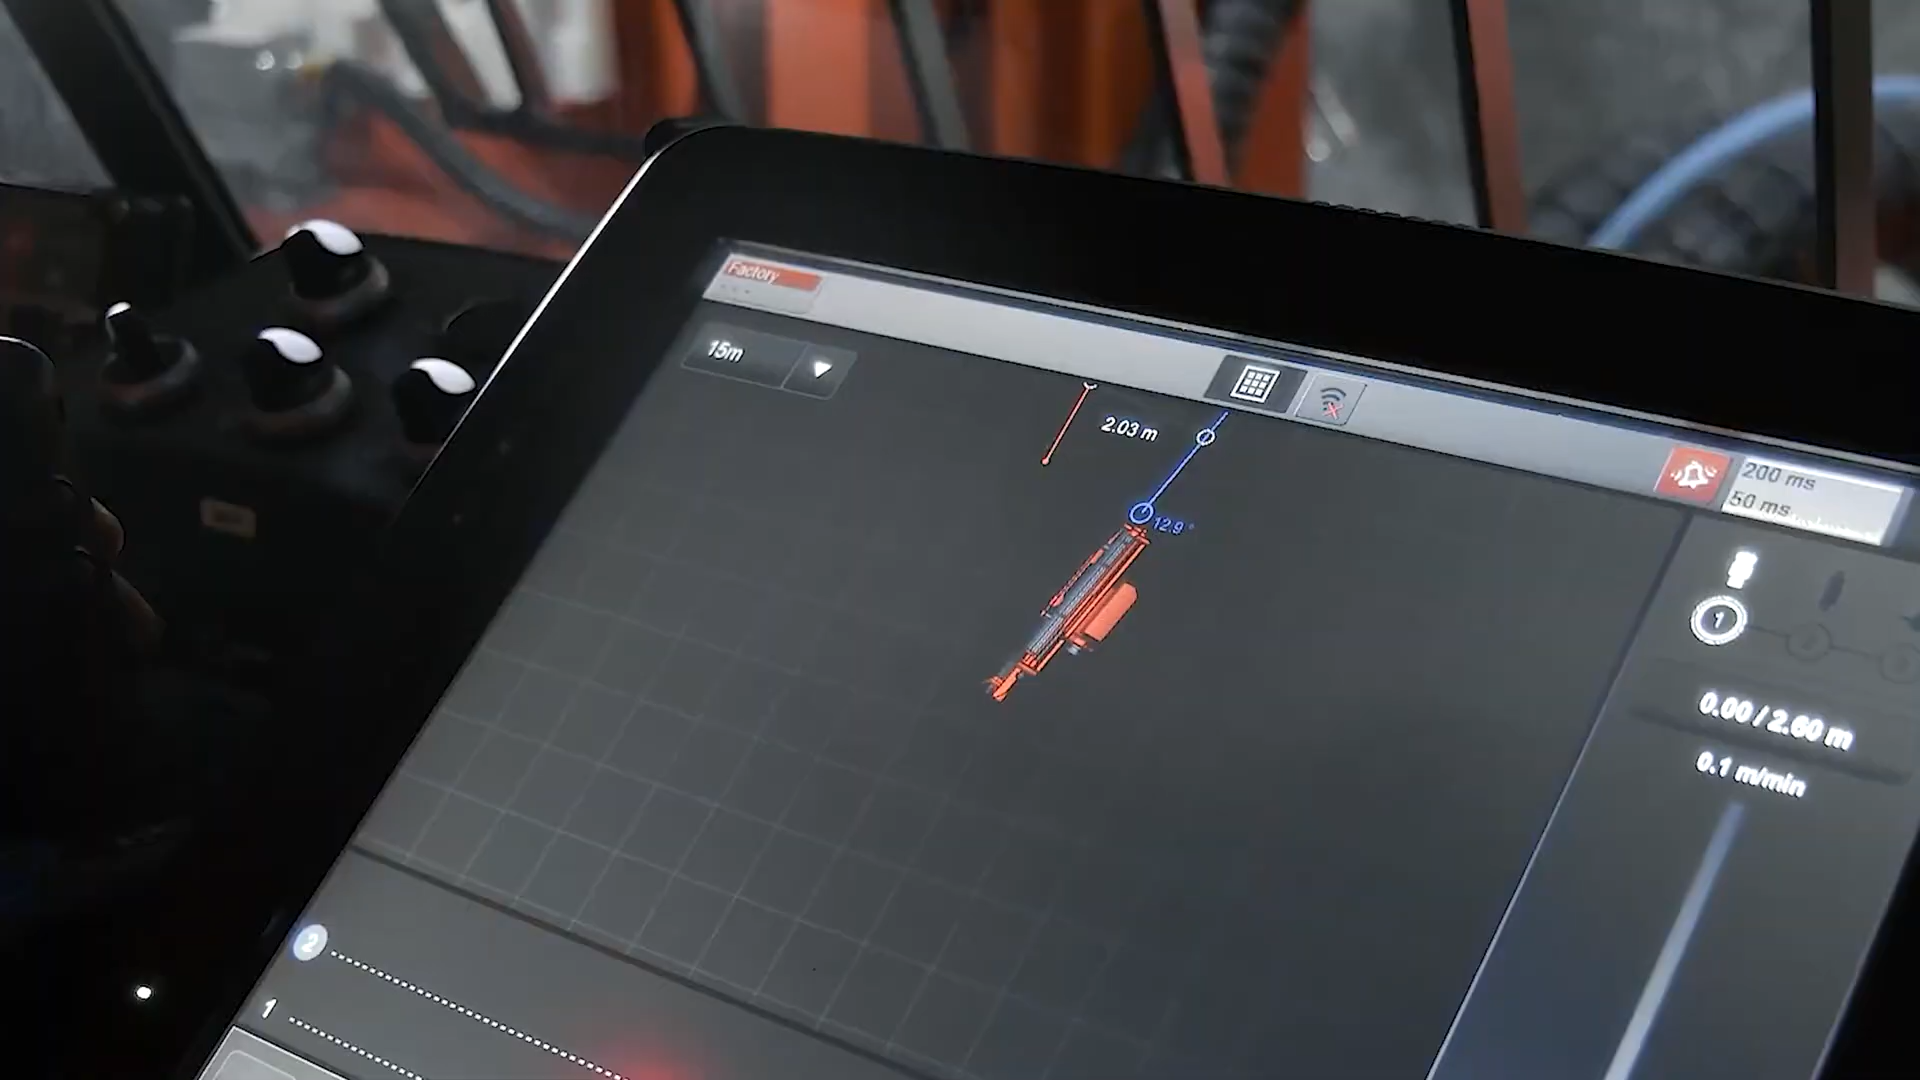 Factory
15m
2.03 m
12.9°
200 ms
50 ms
1
0.00 / 2.60 m
0.1 m/min
2
1